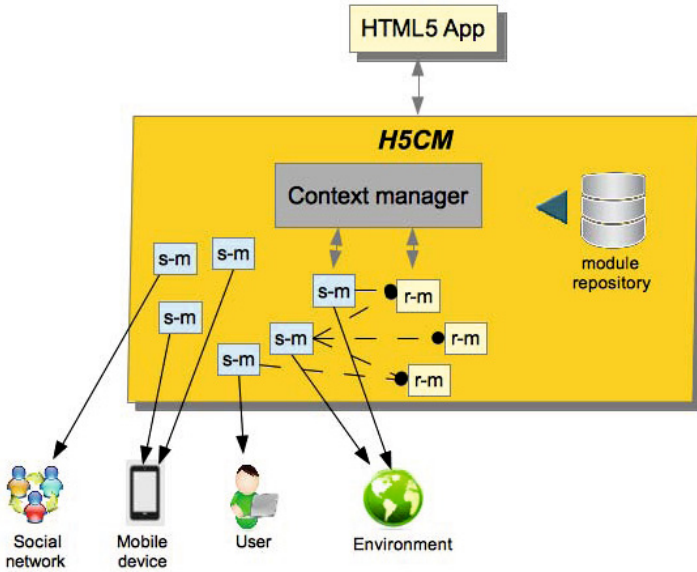 HTML5 App
H5CM
Context manager
module
repository
s-m
s-m
s-m
r-m
s-m
s-m
r-m
s-m
r-m
Social
network
Mobile
device
User
Environment